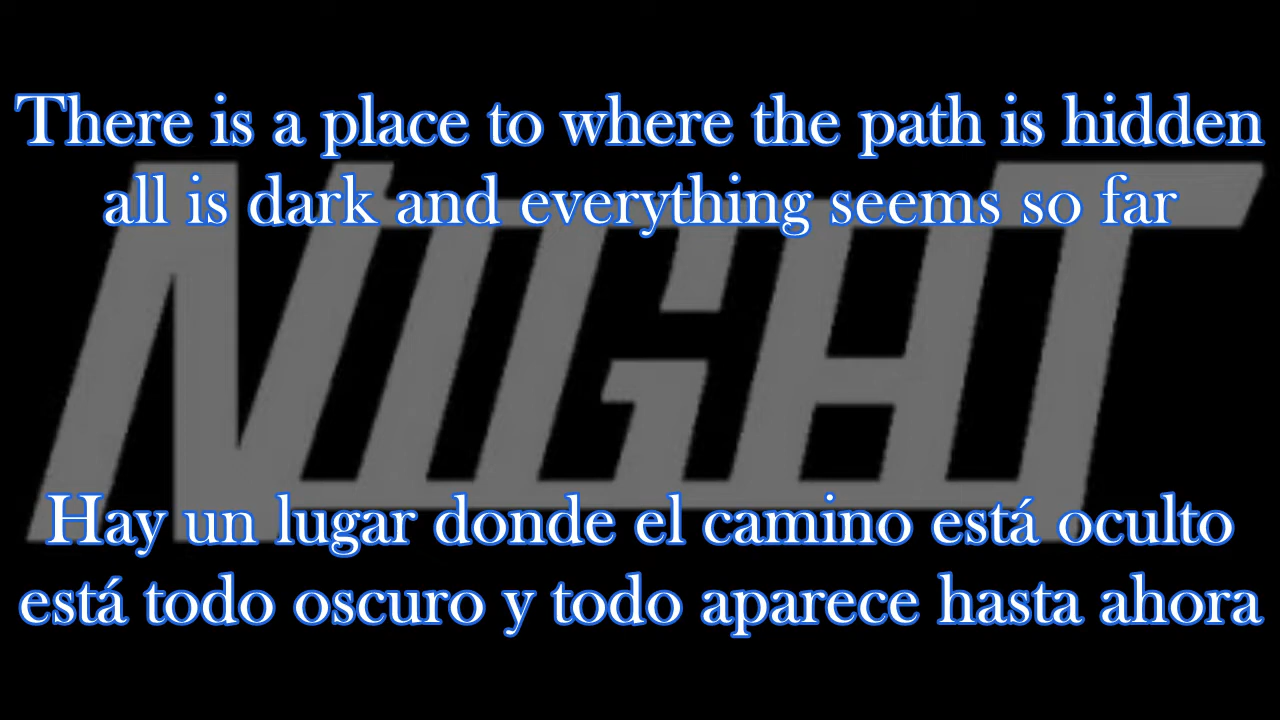 There is a place to where the path is hidden
all is dark and everything seems so far
NIGHT
Hay un lugar donde el camino está oculto
está todo oscuro y todo aparece hasta ahora